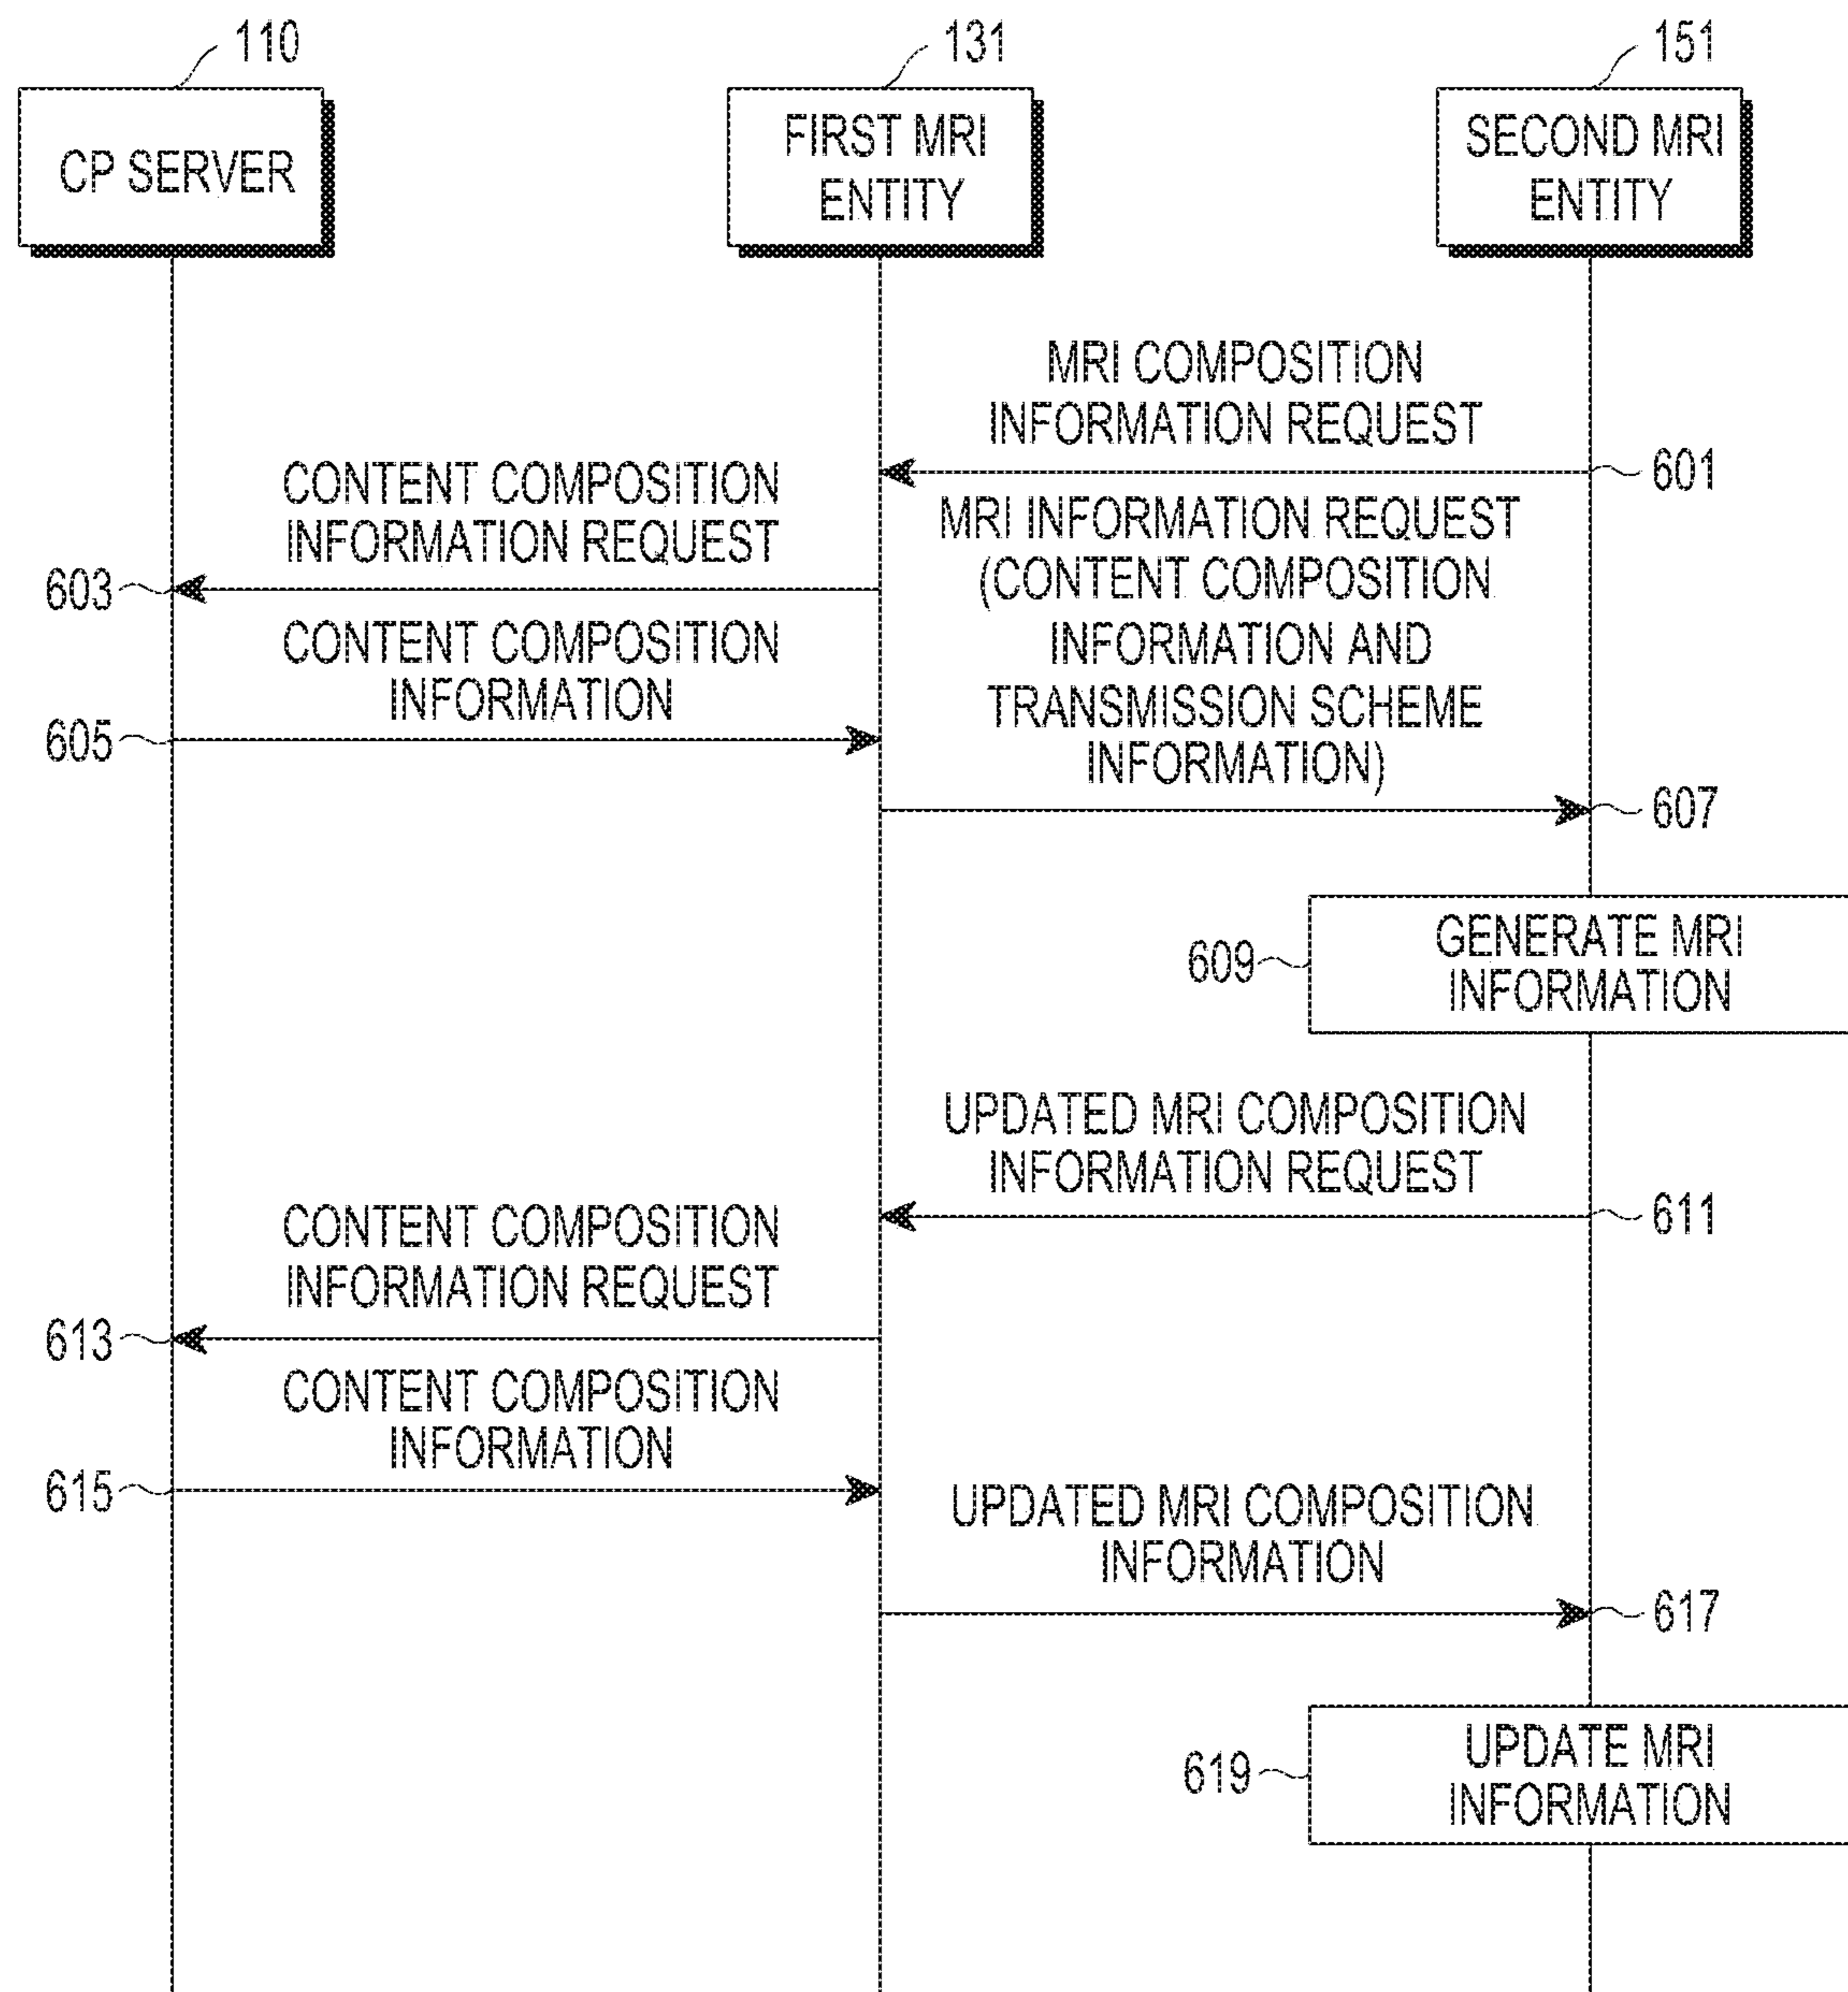 110
131
151
CP SERVER
FIRST MRI
ENTITY
SECOND MRI
ENTITY
MRI COMPOSITION
INFORMATION REQUEST
601
CONTENT COMPOSITION
INFORMATION REQUEST
603
MRI INFORMATION REQUEST
(CONTENT COMPOSITION
INFORMATION AND
TRANSMISSION SCHEME
INFORMATION)
CONTENT COMPOSITION
INFORMATION
605
607
609
GENERATE MRI
INFORMATION
UPDATED MRI COMPOSITION
INFORMATION REQUEST
611
CONTENT COMPOSITION
INFORMATION REQUEST
613
CONTENT COMPOSITION
INFORMATION
615
UPDATED MRI COMPOSITION
INFORMATION
617
619
UPDATE MRI
INFORMATION